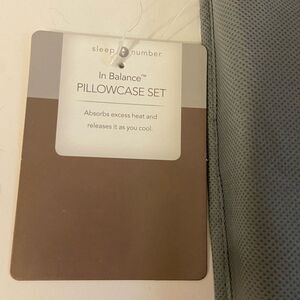 sleep number
In Balance™
PILLOWCASE SET
Absorbs excess heat and
releases it as you cool.